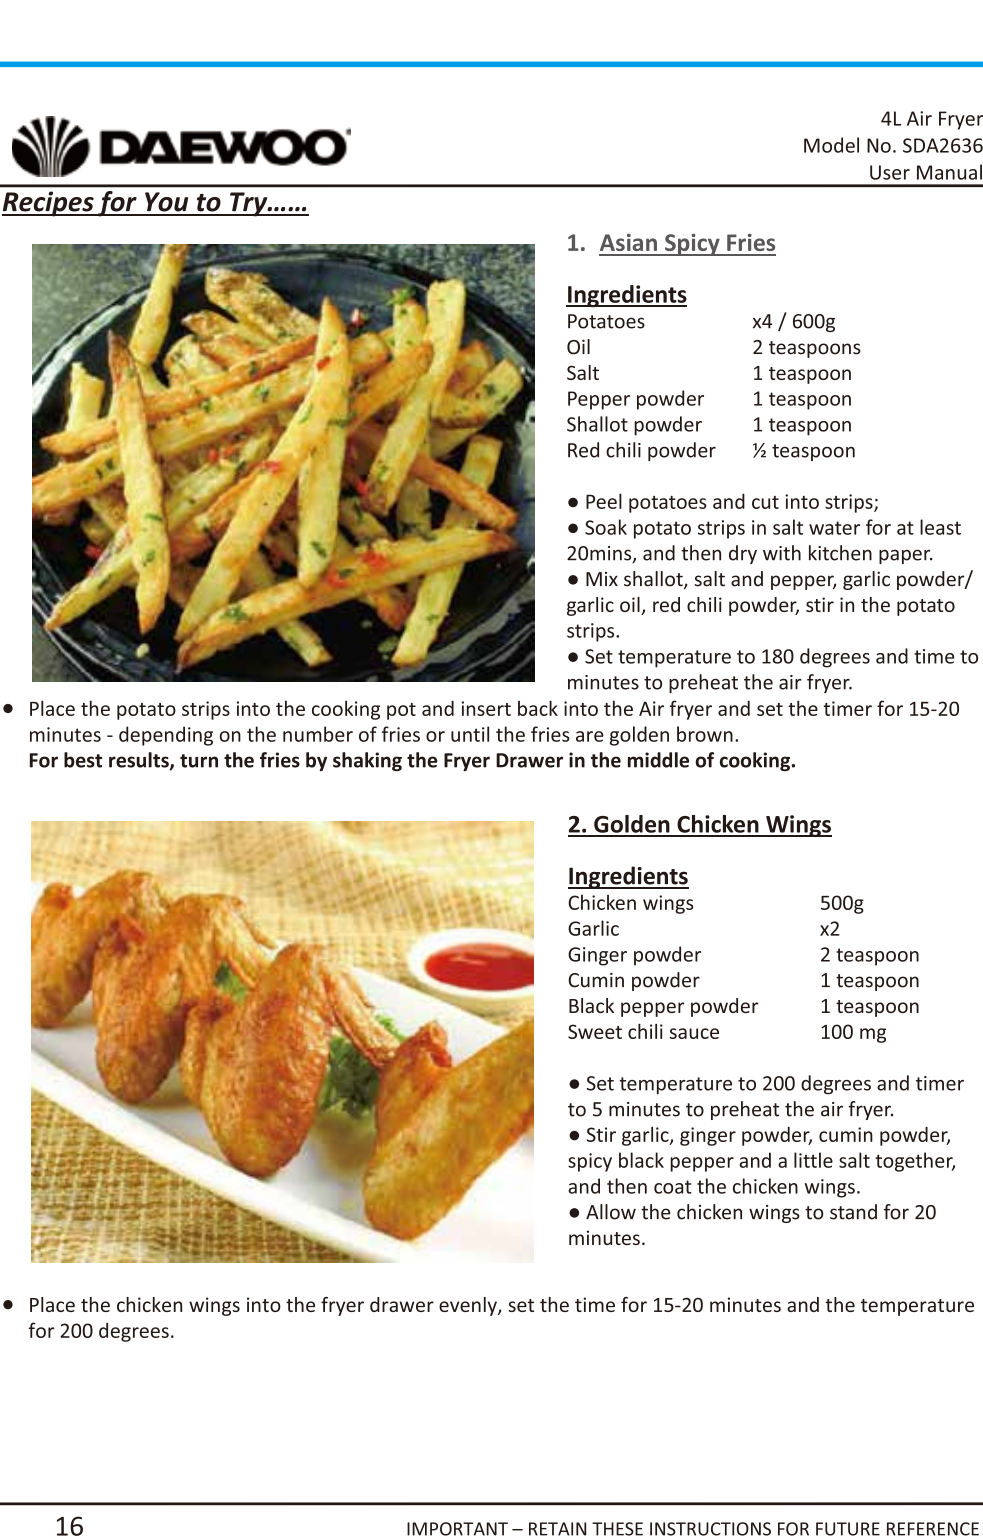 DAEWOO
4L Air Fryer
Model No. SDA2636
User Manual
Recipes for You to Try……
1. Asian Spicy Fries
Ingredients
Potatoes x4 / 600g
Oil 2 teaspoons
Salt 1 teaspoon
Pepper powder 1 teaspoon
Shallot powder 1 teaspoon
Red chili powder ½ teaspoon
● Peel potatoes and cut into strips;
● Soak potato strips in salt water for at least
20mins, and then dry with kitchen paper.
● Mix shallot, salt and pepper, garlic powder/
garlic oil, red chili powder, stir in the potato
strips.
● Set temperature to 180 degrees and time to
minutes to preheat the air fryer.
● Place the potato strips into the cooking pot and insert back into the Air fryer and set the timer for 15-20
minutes - depending on the number of fries or until the fries are golden brown.
For best results, turn the fries by shaking the Fryer Drawer in the middle of cooking.
2. Golden Chicken Wings
Ingredients
Chicken wings 500g
Garlic x2
Ginger powder 2 teaspoon
Cumin powder 1 teaspoon
Black pepper powder 1 teaspoon
Sweet chili sauce 100 mg
● Set temperature to 200 degrees and timer
to 5 minutes to preheat the air fryer.
● Stir garlic, ginger powder, cumin powder,
spicy black pepper and a little salt together,
and then coat the chicken wings.
● Allow the chicken wings to stand for 20
minutes.
● Place the chicken wings into the fryer drawer evenly, set the time for 15-20 minutes and the temperature
for 200 degrees.
16 IMPORTANT – RETAIN THESE INSTRUCTIONS FOR FUTURE REFERENCE